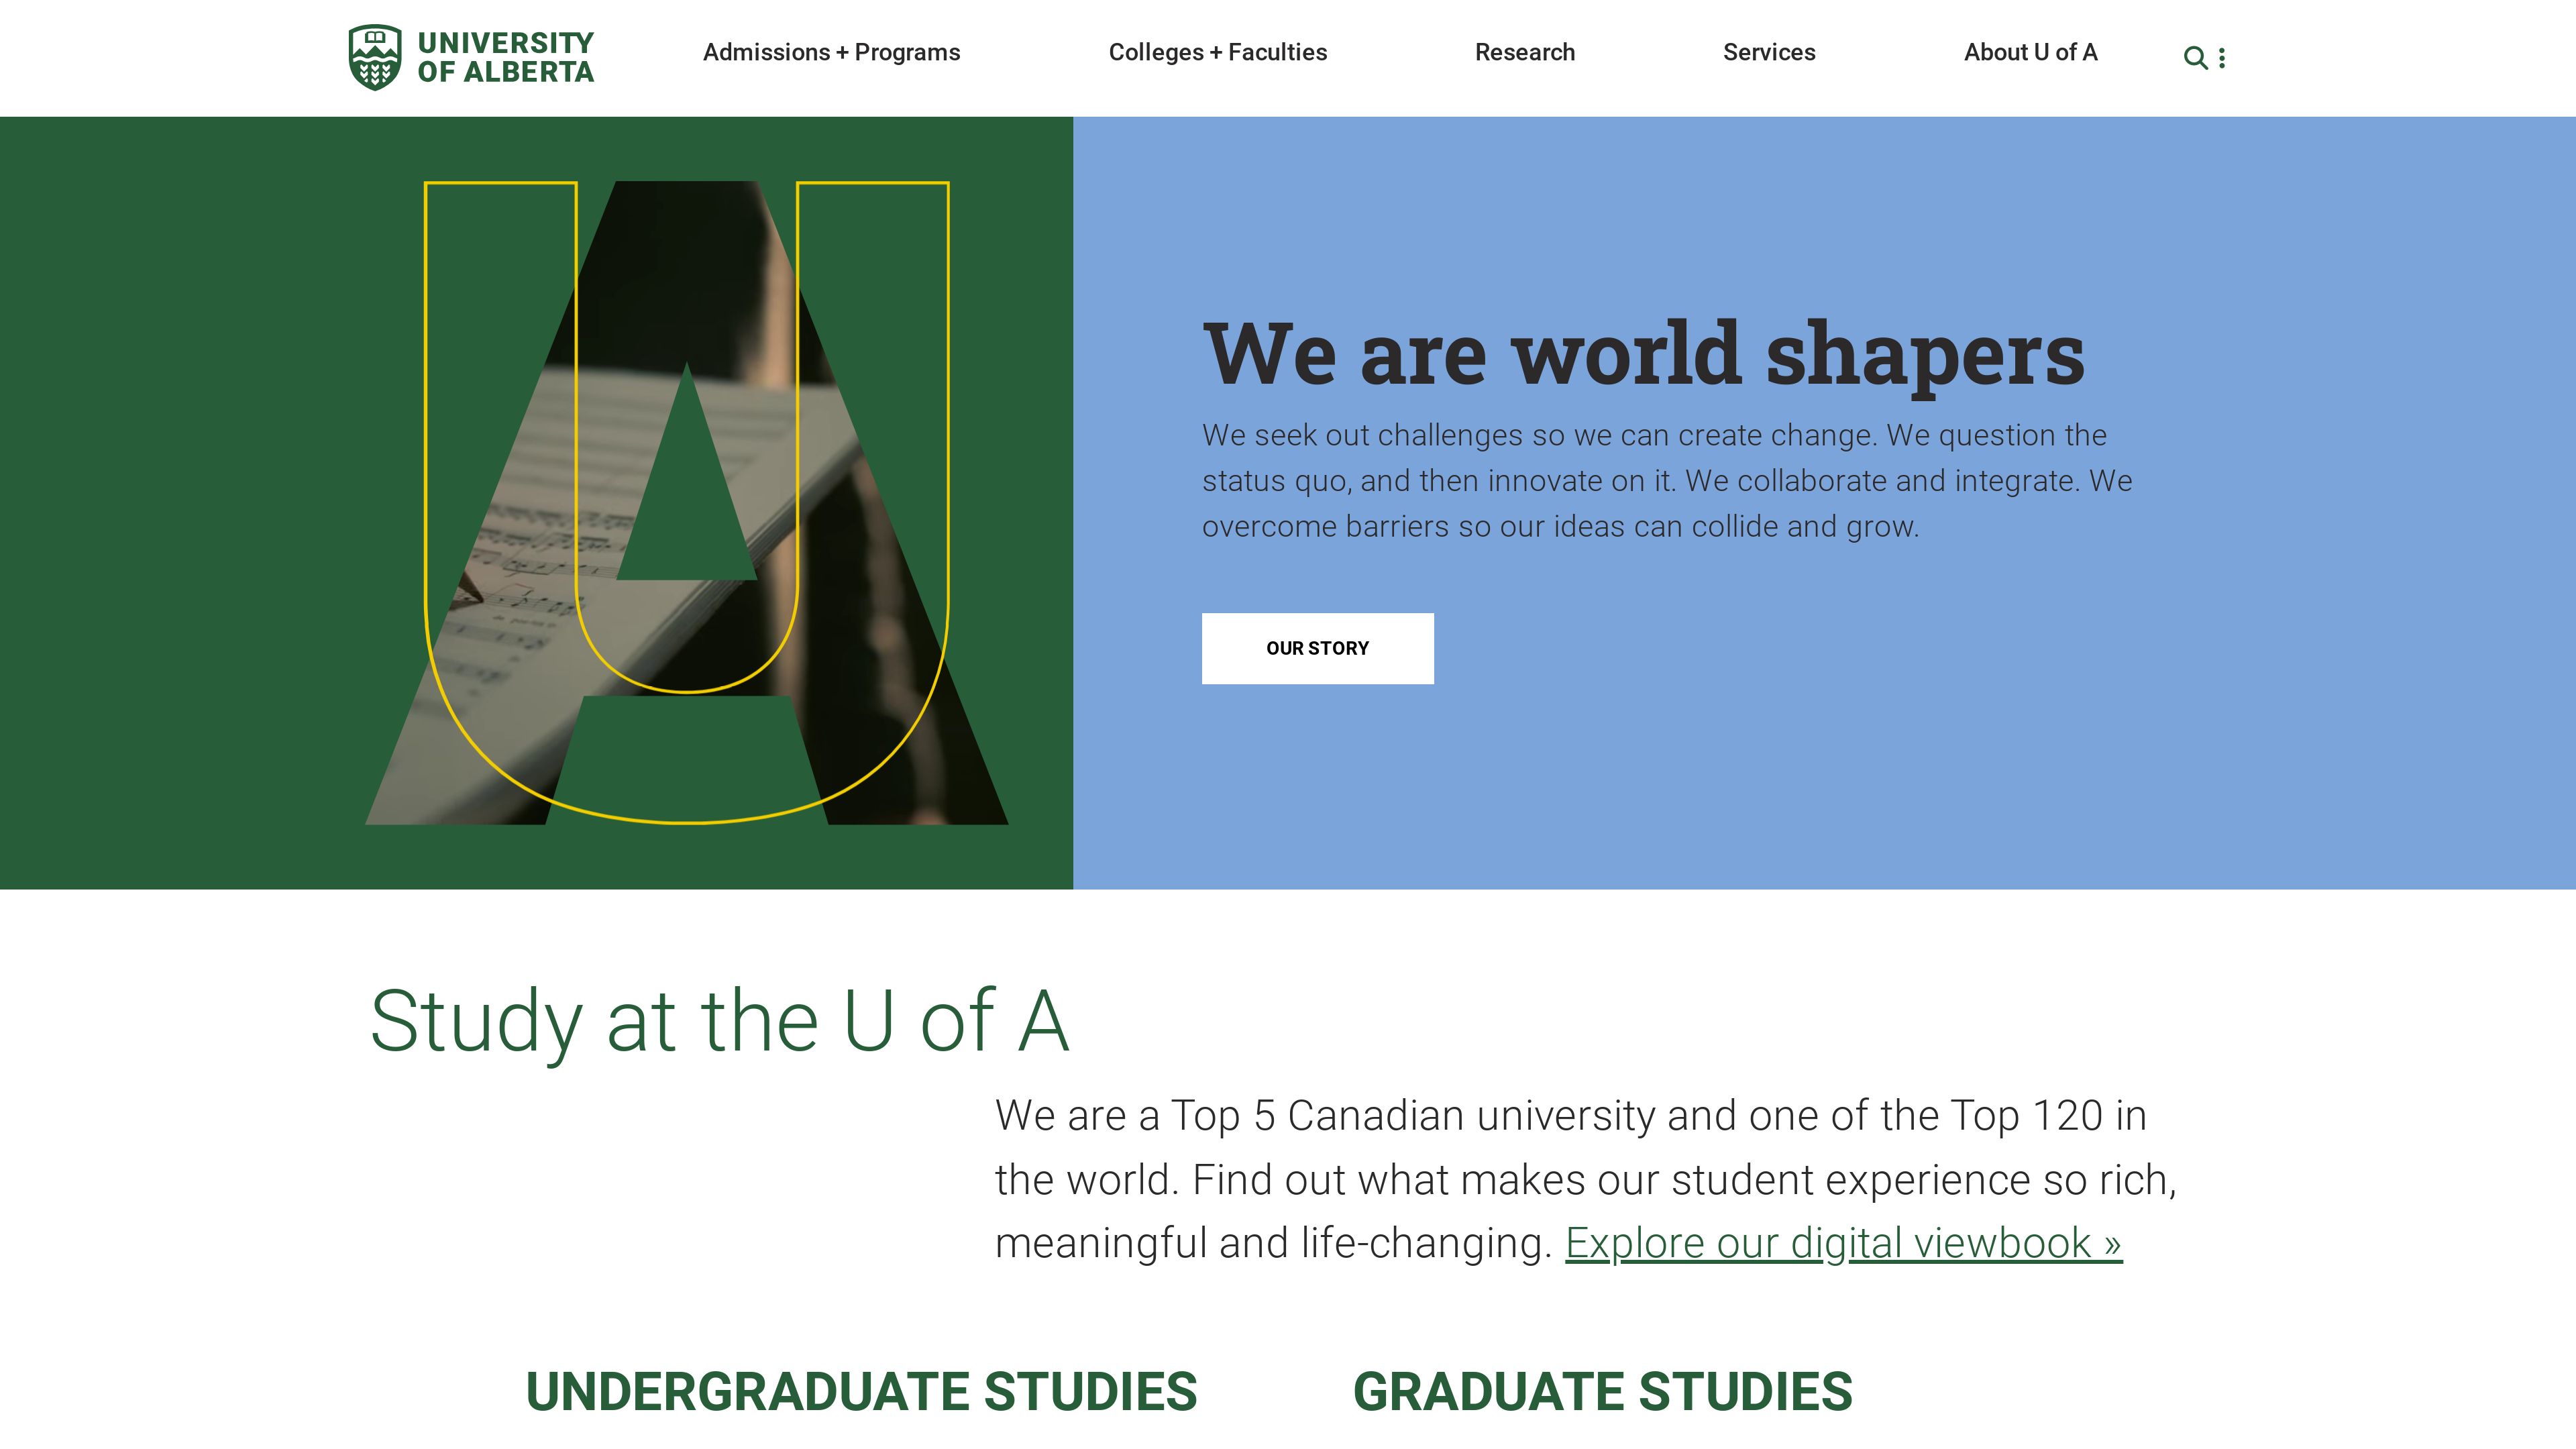 UNIVERSITY
OF ALBERTA
Admissions + Programs
Colleges + Faculties
Research
Services
About U of A
We are world shapers
We seek out challenges so we can create change. We question the
status quo, and then innovate on it. We collaborate and integrate. We
overcome barriers so our ideas can collide and grow.
OUR STORY
Study at the U of A
We are a Top 5 Canadian university and one of the Top 120 in
the world. Find out what makes our student experience so rich,
meaningful and life-changing. Explore our digital viewbook »
UNDERGRADUATE STUDIES
GRADUATE STUDIES